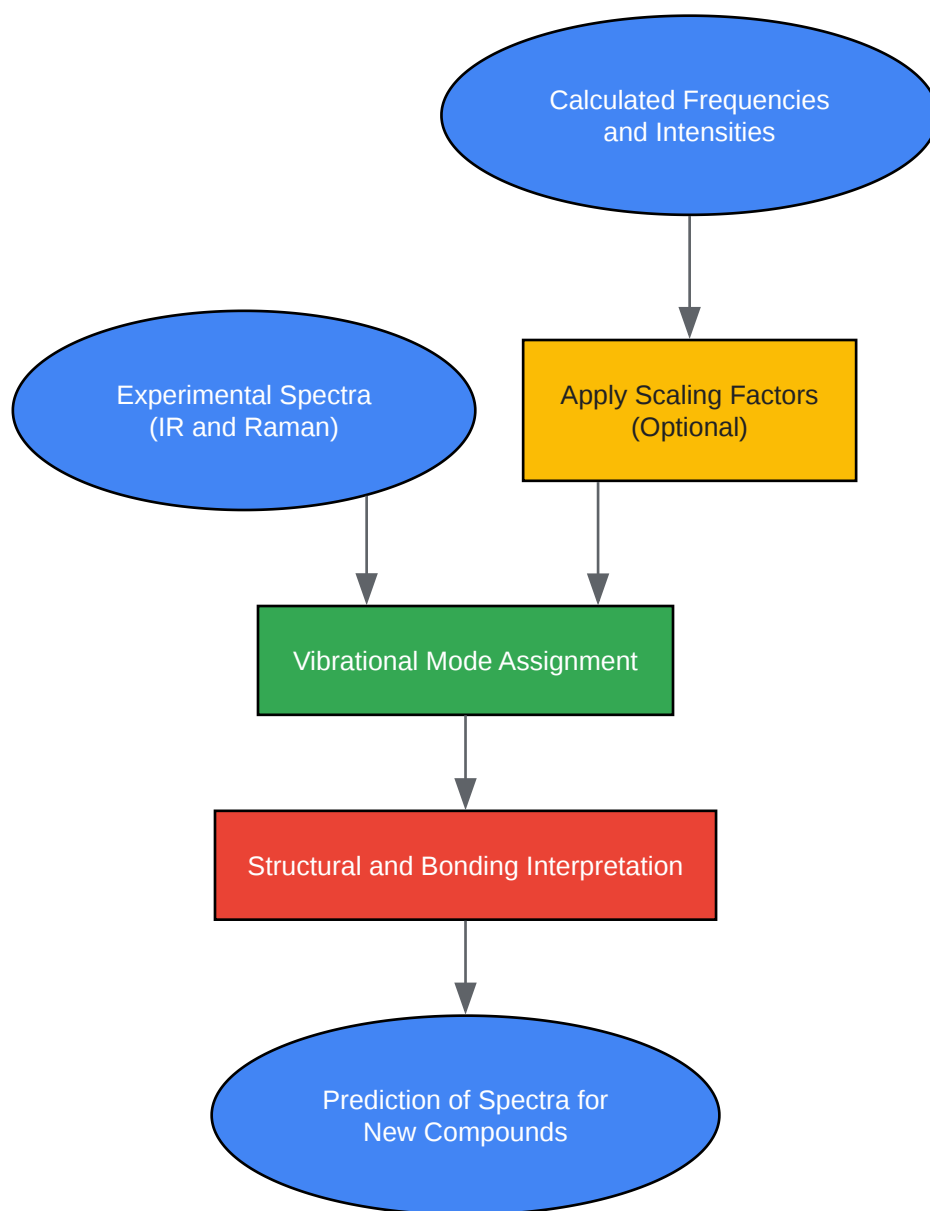 Calculated Frequencies
and Intensities
Experimental Spectra
(IR and Raman)
Apply Scaling Factors
(Optional)
Vibrational Mode Assignment
Structural and Bonding Interpretation
Prediction of Spectra for
New Compounds